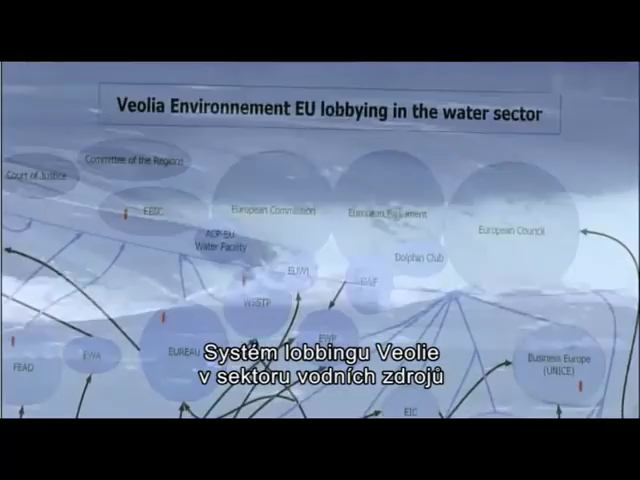 Veolia Environnement EU lobbying in the water sector
Committee of the Regions
Court of Justice
EESC
European Commission
European Parliament
European Council
ACP-EU
Water Facility
Dolphin Club
EUWI
WSSTP
EWP
EUREAU
EWA
FEAD
Business Europe
(UNICE)
EIC
Systém lobbingu Veolie
v sektoru vodních zdrojů